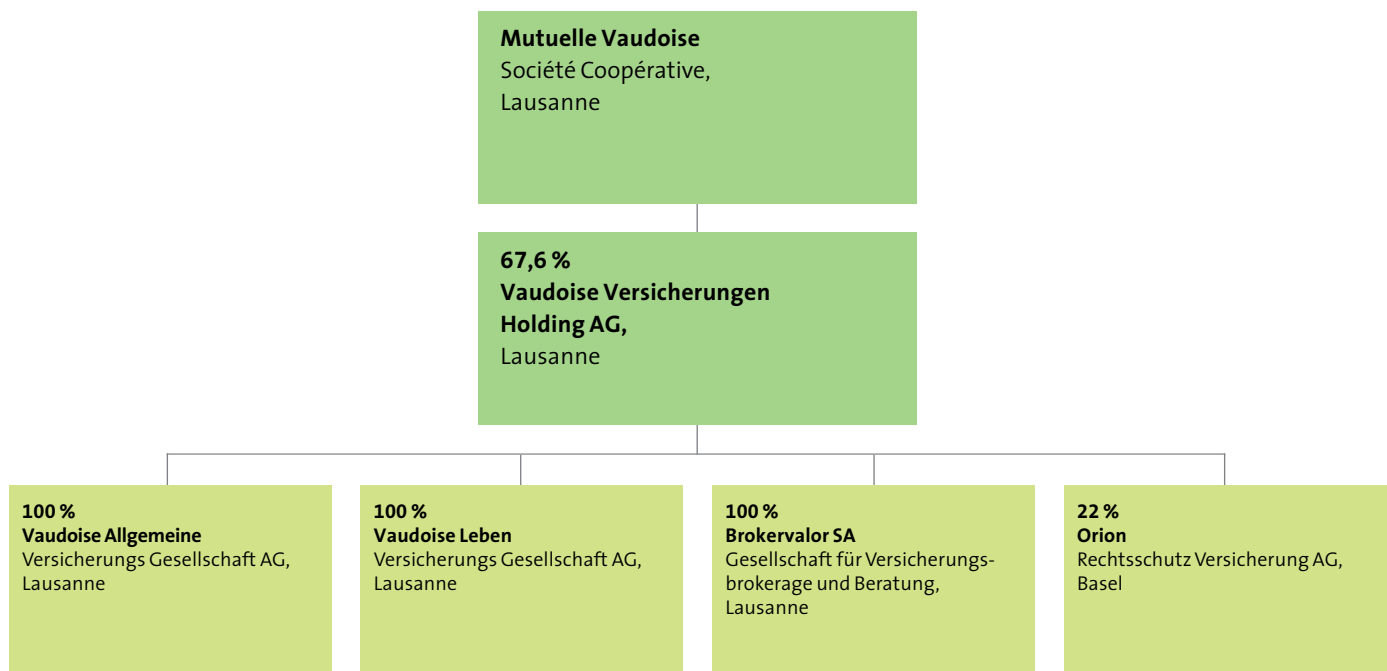 Mutuelle Vaudoise
Société Coopérative,
Lausanne
67,6 %
Vaudoise Versicherungen
Holding AG,
Lausanne
100 %
Vaudoise Allgemeine
Versicherungs Gesellschaft AG,
Lausanne
100 %
Vaudoise Leben
Versicherungs Gesellschaft AG,
Lausanne
100 %
Brokervalor SA
Gesellschaft für Versicherungs-
brokerage und Beratung,
Lausanne
22 %
Orion
Rechtsschutz Versicherung AG,
Basel